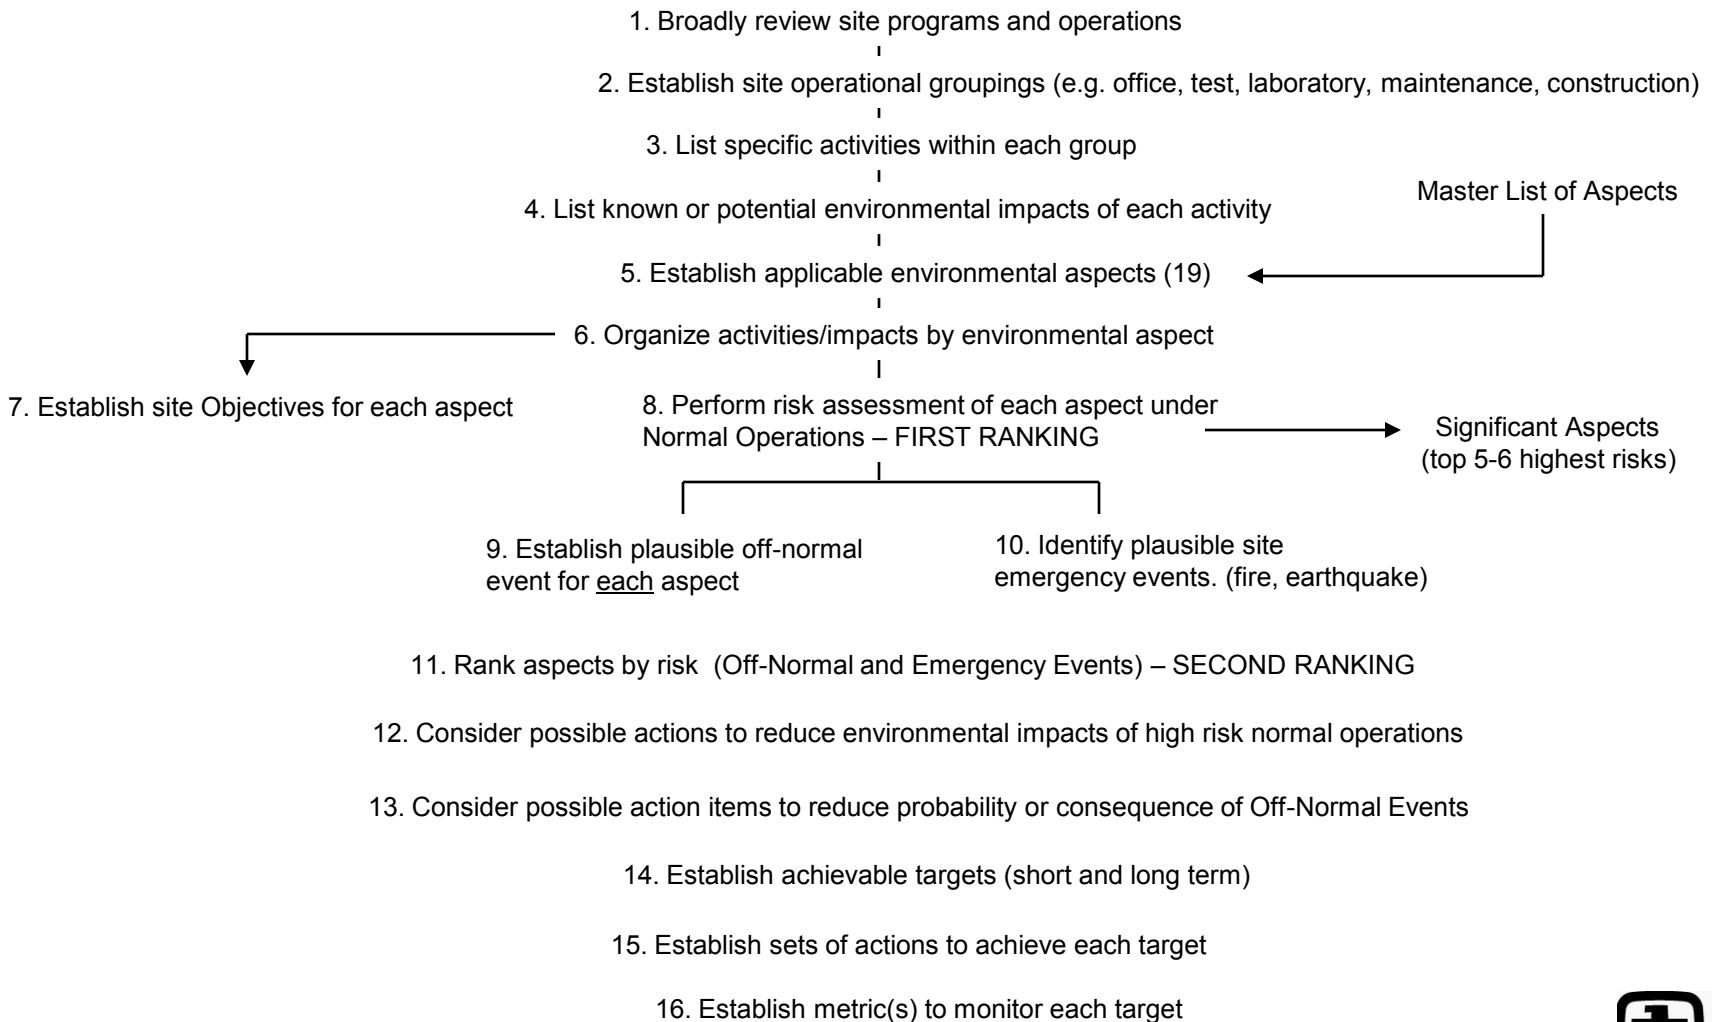 1. Broadly review site programs and operations
2. Establish site operational groupings (e.g. office, test, laboratory, maintenance, construction)
3. List specific activities within each group
4. List known or potential environmental impacts of each activity
Master List of Aspects
5. Establish applicable environmental aspects (19)
6. Organize activities/impacts by environmental aspect
7. Establish site Objectives for each aspect
8. Perform risk assessment of each aspect under
Normal Operations – FIRST RANKING
Significant Aspects
(top 5-6 highest risks)
9. Establish plausible off-normal
event for each aspect
10. Identify plausible site
emergency events. (fire, earthquake)
11. Rank aspects by risk  (Off-Normal and Emergency Events) – SECOND RANKING
12. Consider possible actions to reduce environmental impacts of high risk normal operations
13. Consider possible action items to reduce probability or consequence of Off-Normal Events
14. Establish achievable targets (short and long term)
15. Establish sets of actions to achieve each target
16. Establish metric(s) to monitor each target